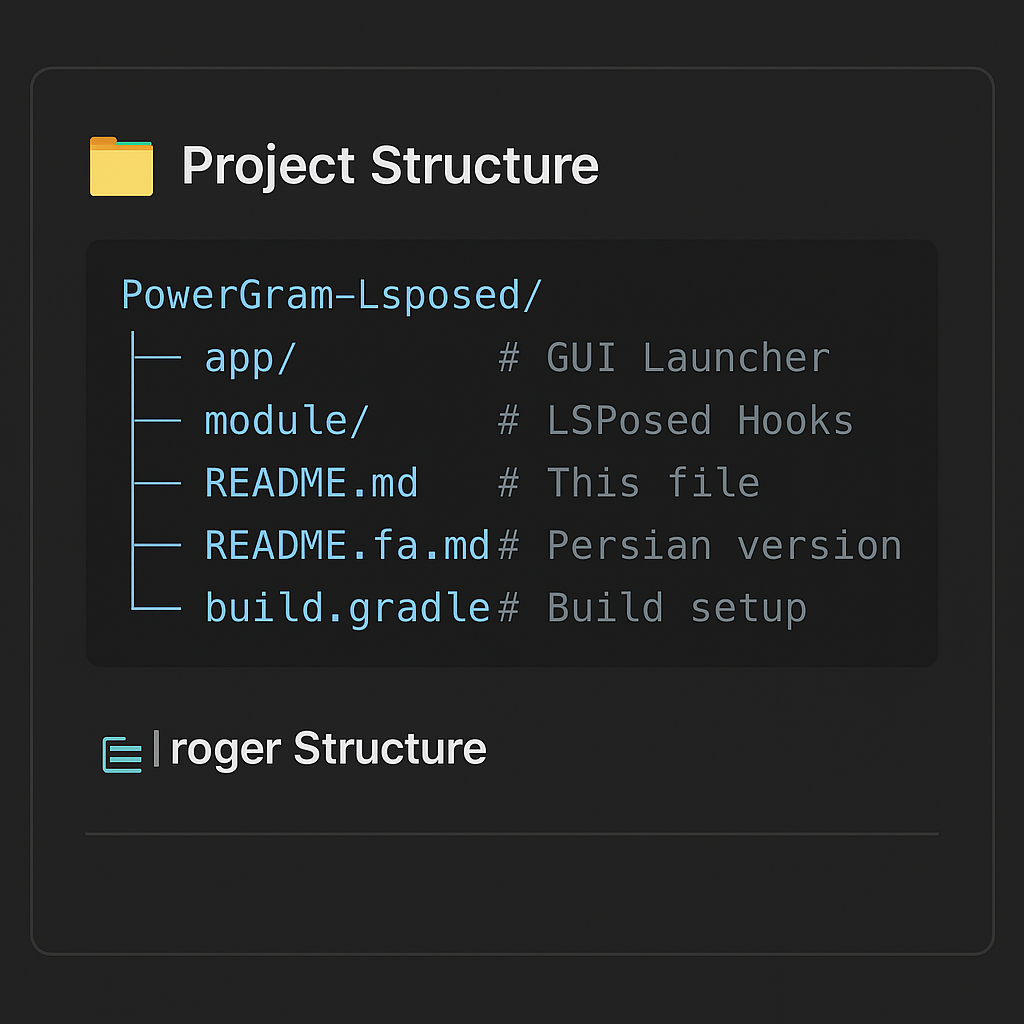 Project Structure
PowerGram-Lsposed/
├── app/ # GUI Launcher
├── module/ # LSPosed Hooks
├── README.md # This file
├── README.fa.md # Persian version
└── build.gradle # Build setup
roger Structure